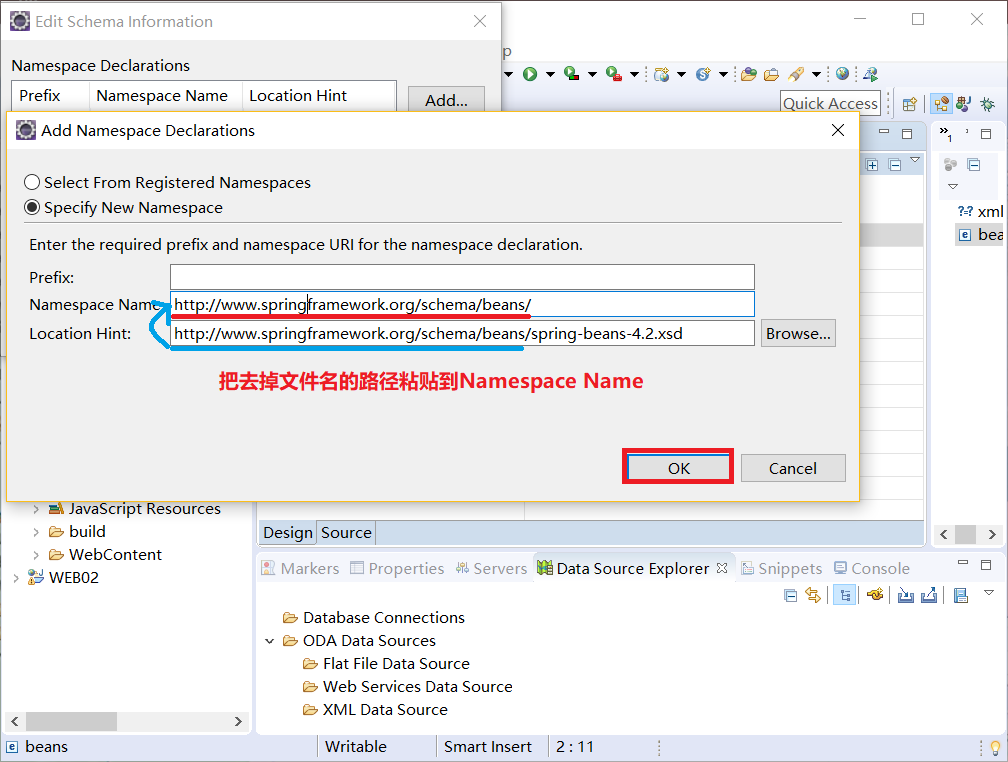 Edit Schema Information
p
Namespace Declarations
Prefix Namespace Name Location Hint
Add...
Quick Access
Add Namespace Declarations
»1
Select From Registered Namespaces
Specify New Namespace
?-? xml
bea
Enter the required prefix and namespace URI for the namespace declaration.
Prefix:
Namespace Name http://www.springframework.org/schema/beans/
Location Hint: http://www.springframework.org/schema/beans/spring-beans-4.2.xsd Browse...
把去掉文件名的路径粘贴到Namespace Name
OK Cancel
JavaScript Resources
build
WebContent
WEB02
Design Source
Markers Properties Servers Data Source Explorer Snippets Console
Database Connections
ODA Data Sources
Flat File Data Source
Web Services Data Source
XML Data Source
beans Writable Smart Insert 2 : 11